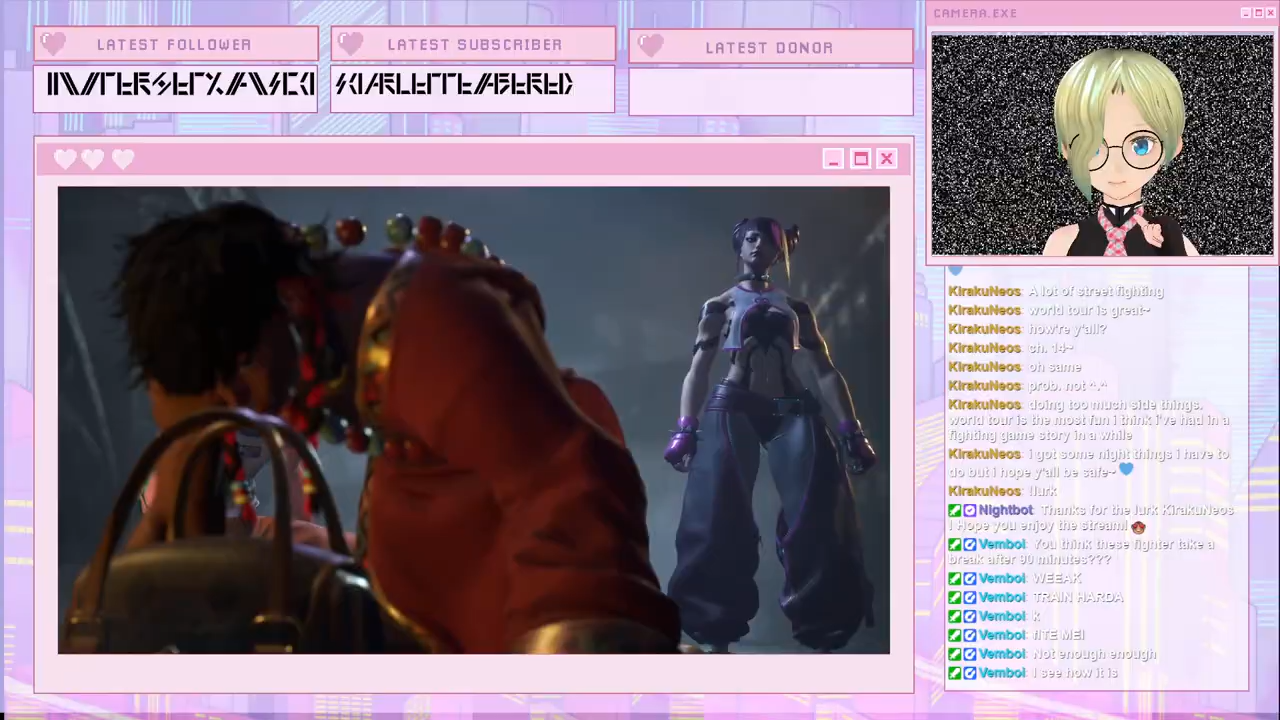 CAMERA.EXE
LATEST FOLLOWER
LATEST SUBSCRIBER
LATEST DONOR
KirakuNeos: A lot of street fighting
KirakuNeos: world tour is great~
KirakuNeos: how're y'all?
KirakuNeos: ch. 14~
KirakuNeos: oh same
KirakuNeos: prob. not ^.^
KirakuNeos: doing too much side things.
world tour is the most fun i think i've had in a
fighting game story in a while
KirakuNeos: i got some night things i have to
do but i hope y'all be safe~
KirakuNeos: !lurk
Nightbot: Thanks for the lurk KirakuNeos
I Hope you enjoy the stream!
Vembol: You think these fighter take a
break after 90 minutes???
Vembol: WEEAK
Vembol: TRAIN HARDA
Vembol: k
Vembol: fITE ME!
Vembol: Not enough enough
Vembol: I see how it is